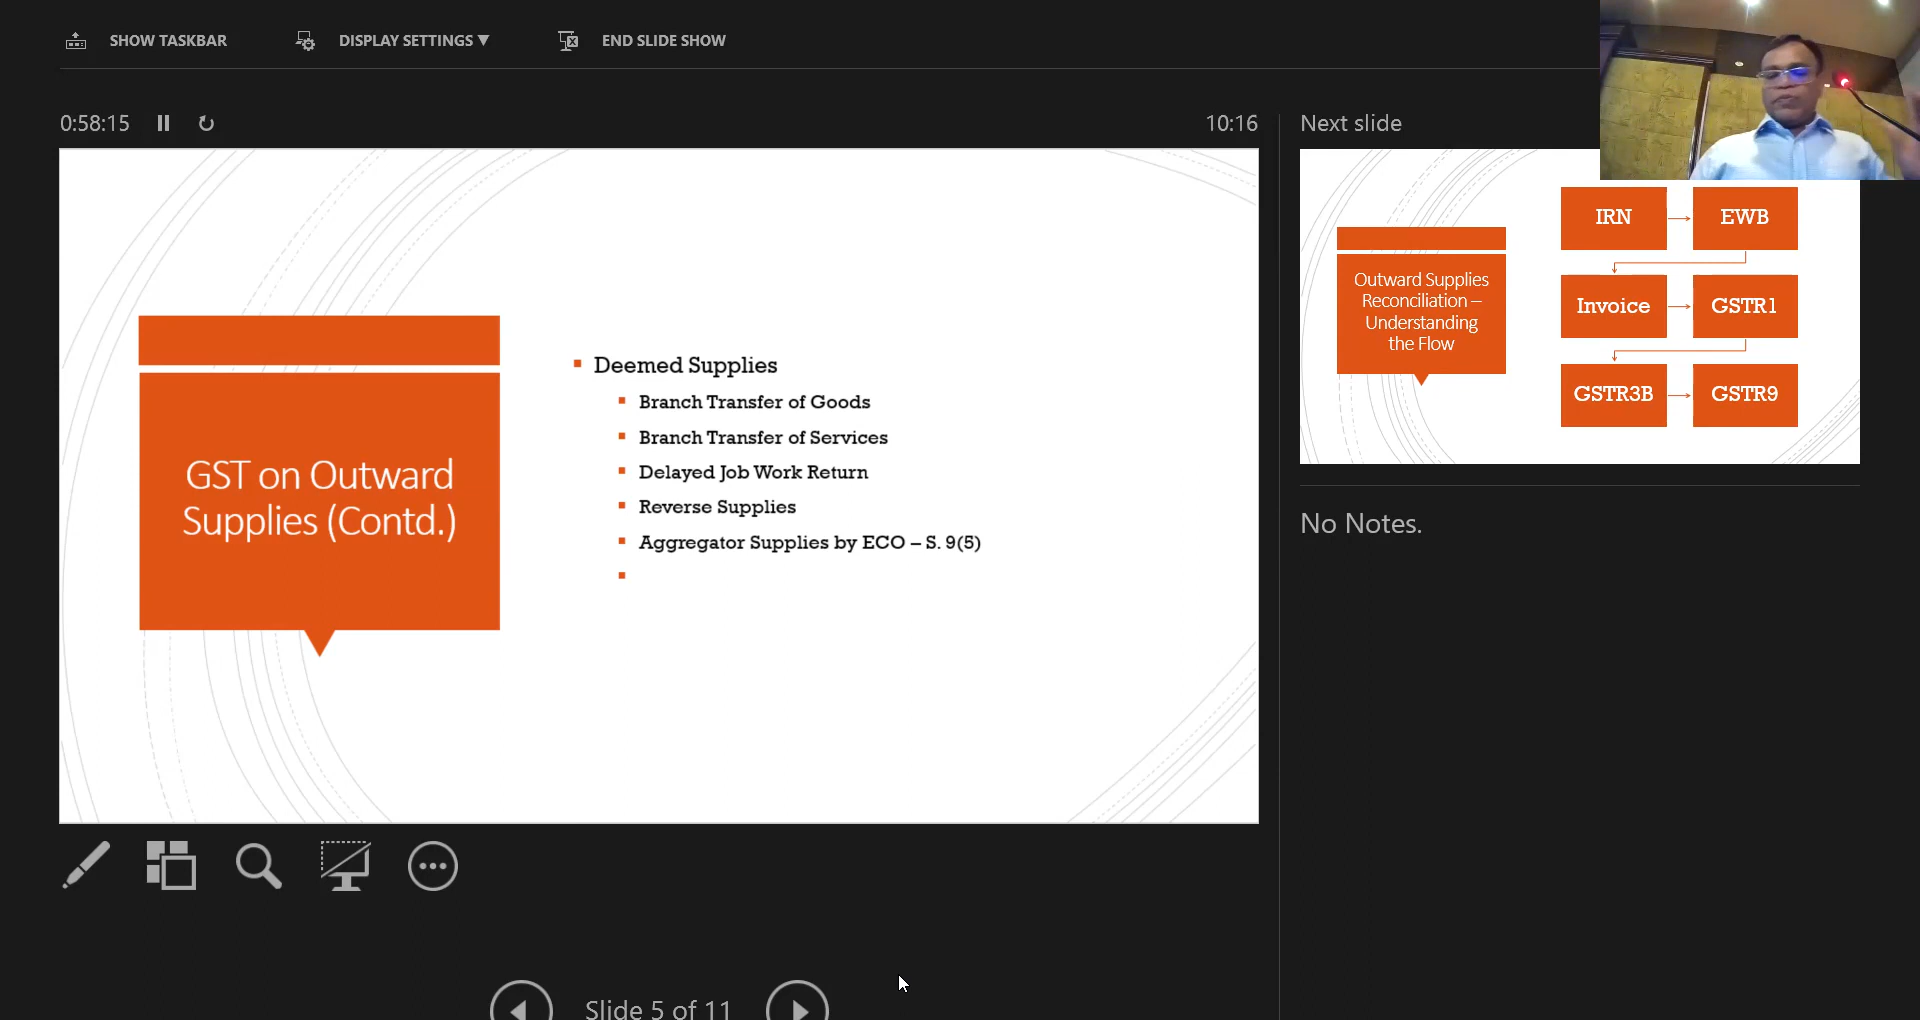 SHOW TASKBAR
DISPLAY SETTINGS ▼
END SLIDE SHOW
0:58:15
10:16
Next slide
GST on Outward
Supplies (Contd.)
Deemed Supplies
Branch Transfer of Goods
Branch Transfer of Services
Delayed Job Work Return
Reverse Supplies
Aggregator Supplies by ECO – S. 9(5)
Outward Supplies
Reconciliation –
Understanding
the Flow
IRN
EWB
Invoice
GSTR1
GSTR3B
GSTR9
No Notes.
Slide 5 of 11